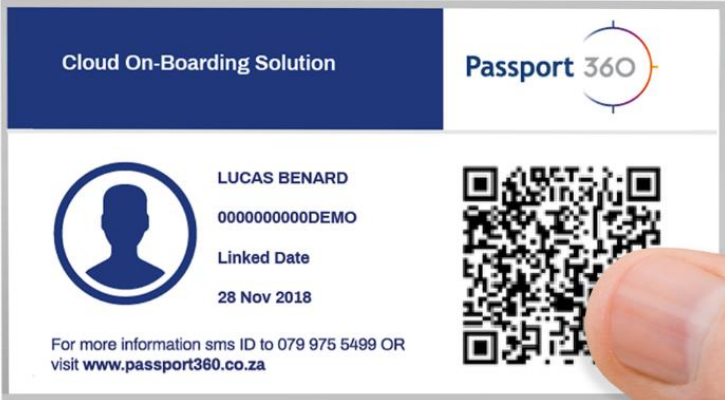 Cloud On-Boarding Solution
Passport 360
LUCAS BENARD
0000000000DEMO
Linked Date
28 Nov 2018
For more information sms ID to 079 975 5499 OR
visit www.passport360.co.za